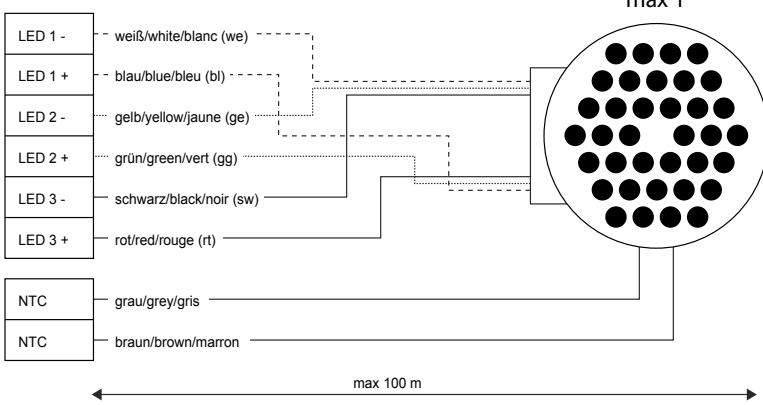 max 1
LED 1 -
weiß/white/blanc (we)
LED 1 +
blau/blue/bleu (bl)
LED 2 -
gelb/yellow/jaune (ge)
LED 2 +
grün/green/vert (gg)
LED 3 -
schwarz/black/noir (sw)
LED 3 +
rot/red/rouge (rt)
NTC
grau/grey/gris
NTC
braun/brown/marron
max 100 m